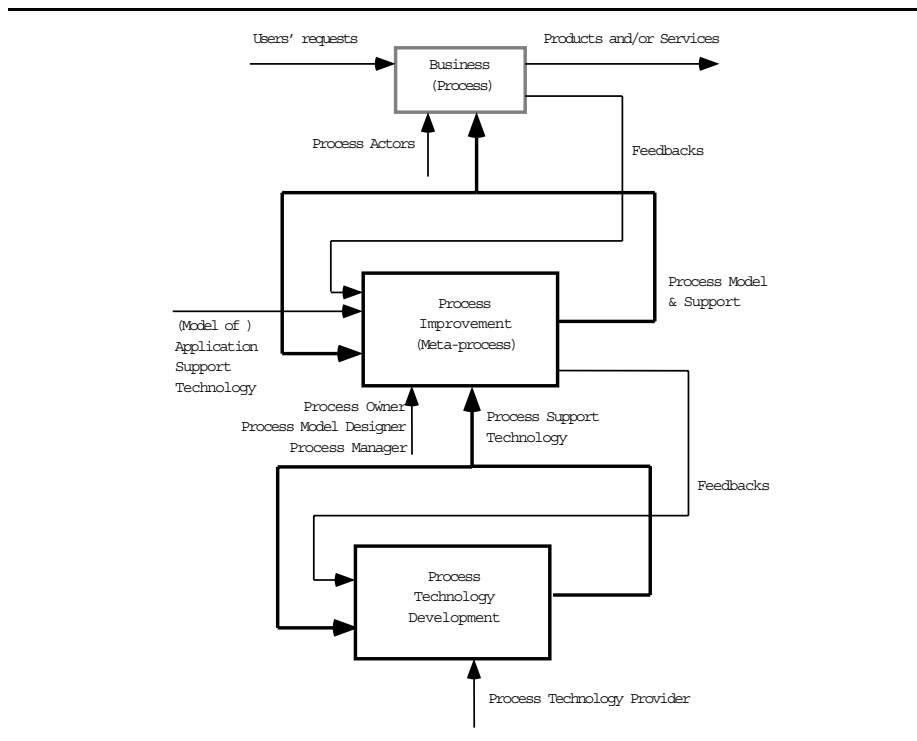 Users' requests
Products and/or Services
Business
(Process)
Process Actors
Feedbacks
Process Model
& Support
Process
Improvement
(Meta-process)
(Model of )
Application
Support
Technology
Process Owner
Process Model Designer
Process Manager
Process Support
Technology
Feedbacks
Process
Technology
Development
Process Technology Provider